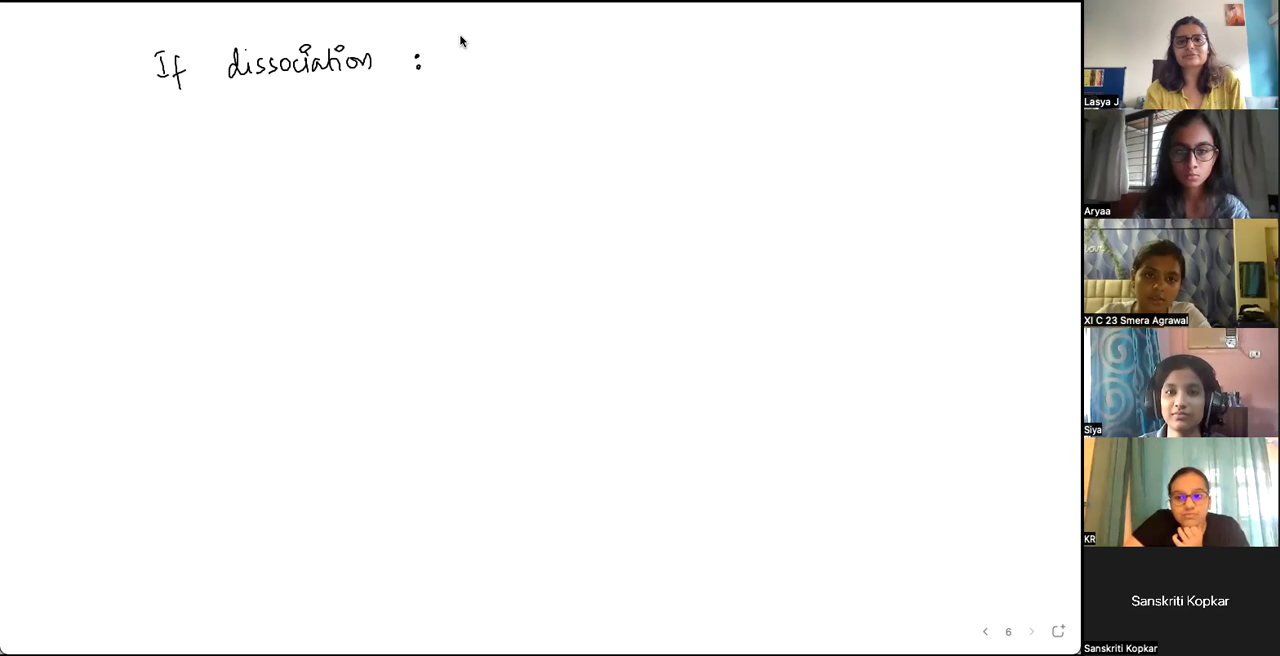 If dissociation :
Lasya J
Aryaa
XI C 23 Smera Agrawal
Siya
KR
Sanskriti Kopkar
Sanskriti Kopkar
6